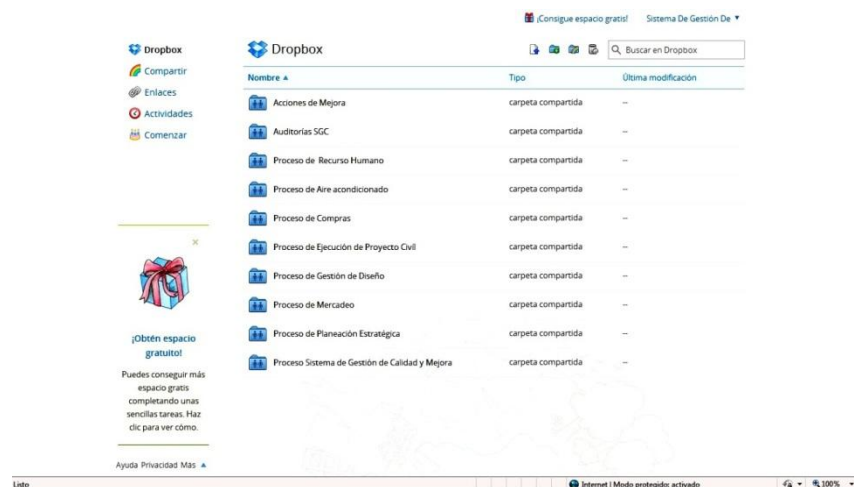 ¡Consigue espacio gratis! Sistema De Gestión De
Dropbox
Compartir
Enlaces
Actividades
Comenzar
Dropbox
Buscar en Dropbox
Nombre Tipo Última modificación
Acciones de Mejora carpeta compartida --
Auditorías SGC carpeta compartida --
Proceso de Recurso Humano carpeta compartida --
Proceso de Aire acondicionado carpeta compartida --
Proceso de Compras carpeta compartida --
Proceso de Ejecución de Proyecto Civil carpeta compartida --
Proceso de Gestión de Diseño carpeta compartida --
Proceso de Mercadeo carpeta compartida --
Proceso de Planeación Estratégica carpeta compartida --
Proceso Sistema de Gestión de Calidad y Mejora carpeta compartida --
¡Obtén espacio
gratuito!
Puedes conseguir más
espacio gratis
completando unas
sencillas tareas. Haz
clic para ver cómo.
Ayuda Privacidad Más
Listo Internet | Modo protegido: activado 100%